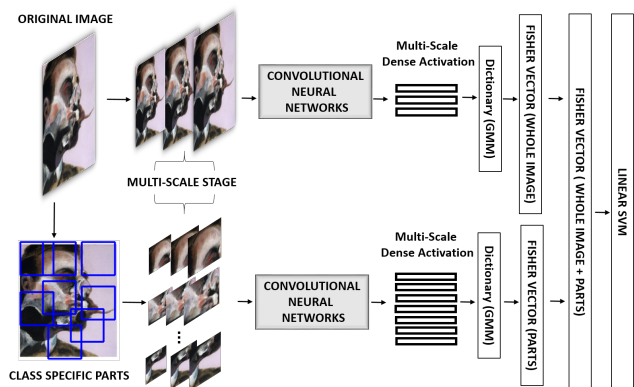 ORIGINAL IMAGE
CONVOLUTIONAL
NEURAL
NETWORKS
Multi-Scale
Dense Activation
Dictionary (GMM)
FISHER VECTOR (WHOLE IMAGE)
FISHER VECTOR ( WHOLE IMAGE + PARTS)
LINEAR SVM
MULTI-SCALE STAGE
CONVOLUTIONAL
NEURAL
NETWORKS
Multi-Scale
Dense Activation
Dictionary (GMM)
FISHER VECTOR (PARTS)
CLASS SPECIFIC PARTS